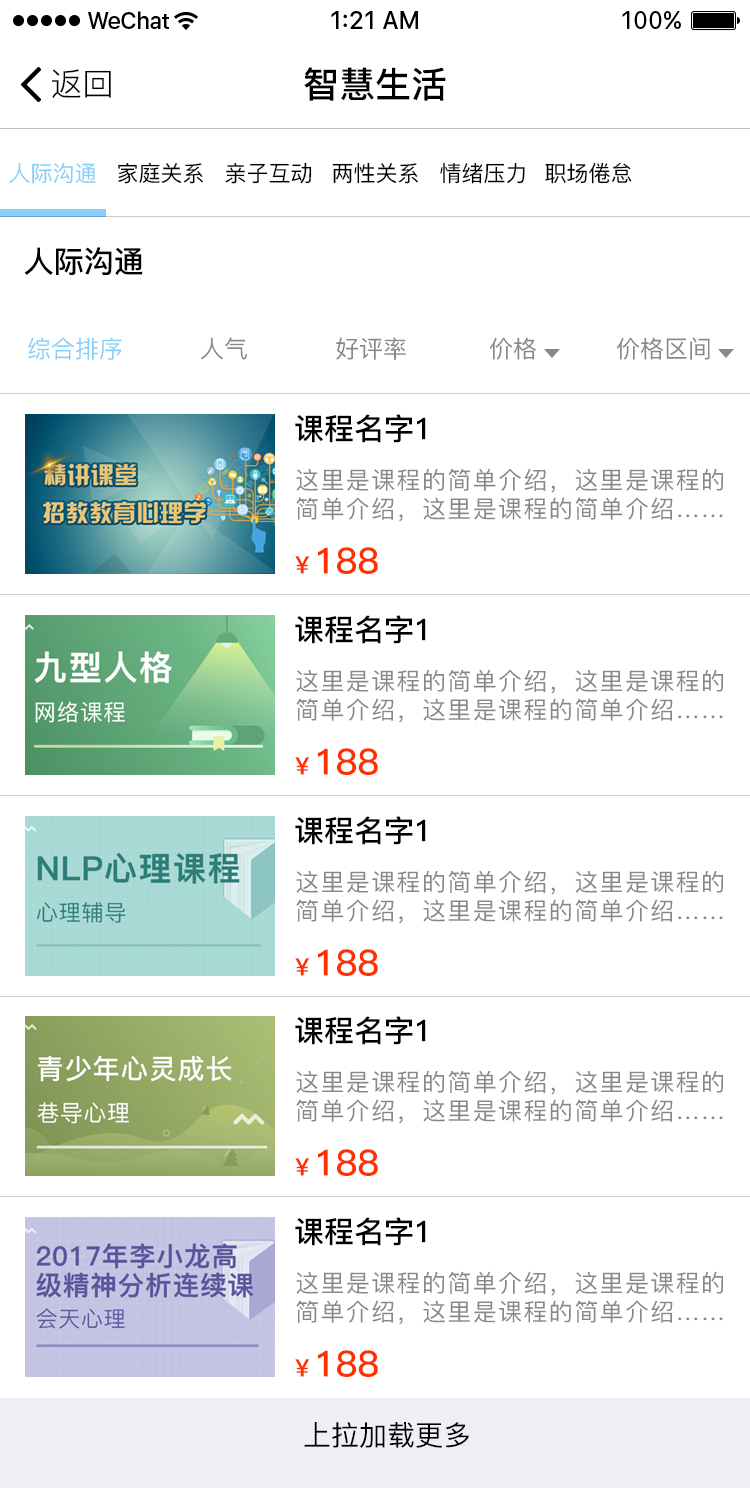 WeChat 1:21 AM 100%
返回 智慧生活
人际沟通 家庭关系 亲子互动 两性关系 情绪压力 职场倦怠
人际沟通
综合排序 人气 好评率 价格 价格区间
精讲课堂
招教教育心理学
课程名字1
这里是课程的简单介绍，这里是课程的
简单介绍，这里是课程的简单介绍……
¥188
九型人格
网络课程
课程名字1
这里是课程的简单介绍，这里是课程的
简单介绍，这里是课程的简单介绍……
¥188
NLP心理课程
心理辅导
课程名字1
这里是课程的简单介绍，这里是课程的
简单介绍，这里是课程的简单介绍……
¥188
青少年心灵成长
巷导心理
课程名字1
这里是课程的简单介绍，这里是课程的
简单介绍，这里是课程的简单介绍……
¥188
2017年李小龙高
级精神分析连续课
会天心理
课程名字1
这里是课程的简单介绍，这里是课程的
简单介绍，这里是课程的简单介绍……
¥188
上拉加载更多